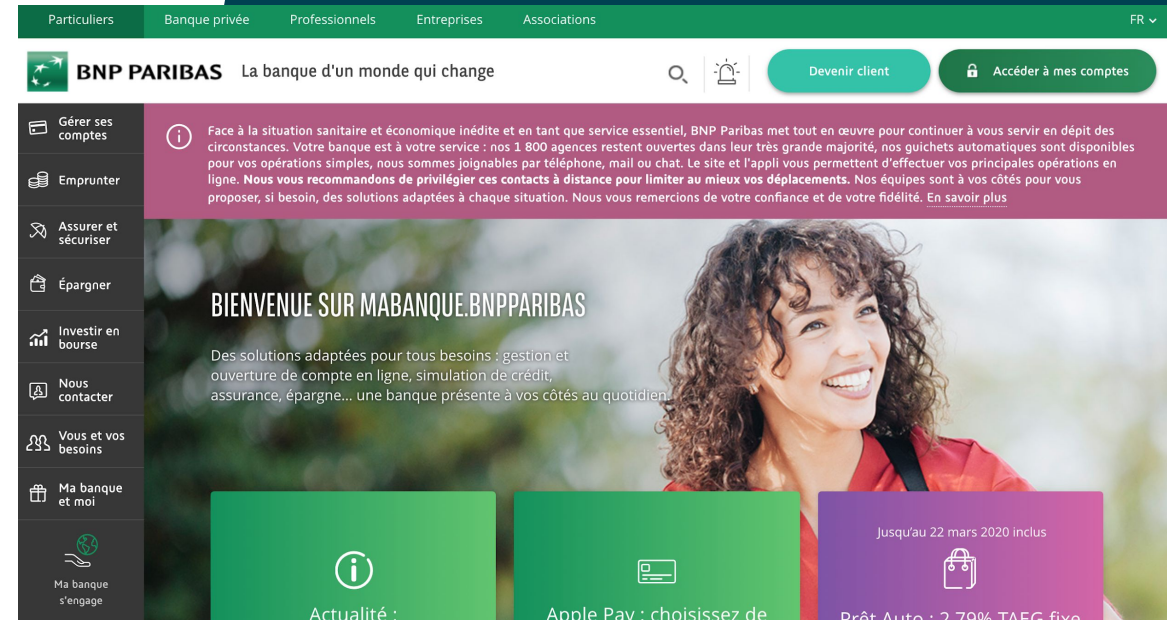 Particuliers
Banque privée
Professionnels
Entreprises
Associations
FR
BNP PARIBAS
La banque d'un monde qui change
Devenir client
Accéder à mes comptes
Gérer ses
comptes
Emprunter
Assurer et
sécuriser
Épargner
Investir en
bourse
Nous
contacter
Vous et vos
besoins
Ma banque
et moi
Ma banque
s'engage
Face à la situation sanitaire et économique inédite et en tant que service essentiel, BNP Paribas met tout en œuvre pour continuer à vous servir en dépit des
circonstances. Votre banque est à votre service : nos 1 800 agences restent ouvertes dans leur très grande majorité, nos guichets automatiques sont disponibles
pour vos opérations simples, nous sommes joignables par téléphone, mail ou chat. Le site et l'appli vous permettent d'effectuer vos principales opérations en
ligne. Nous vous recommandons de privilégier ces contacts à distance pour limiter au mieux vos déplacements. Nos équipes sont à vos côtés pour vous
proposer, si besoin, des solutions adaptées à chaque situation. Nous vous remercions de votre confiance et de votre fidélité. En savoir plus
BIENVENUE SUR MABANQUE.BNPPARIBAS
Des solutions adaptées pour tous besoins : gestion et
ouverture de compte en ligne, simulation de crédit,
assurance, épargne... une banque présente à vos côtés au quotidien.
Actualité :
Apple Pay : choisissez de
Jusqu'au 22 mars 2020 inclus
Prêt Auto : 2,79% TAEG fixe